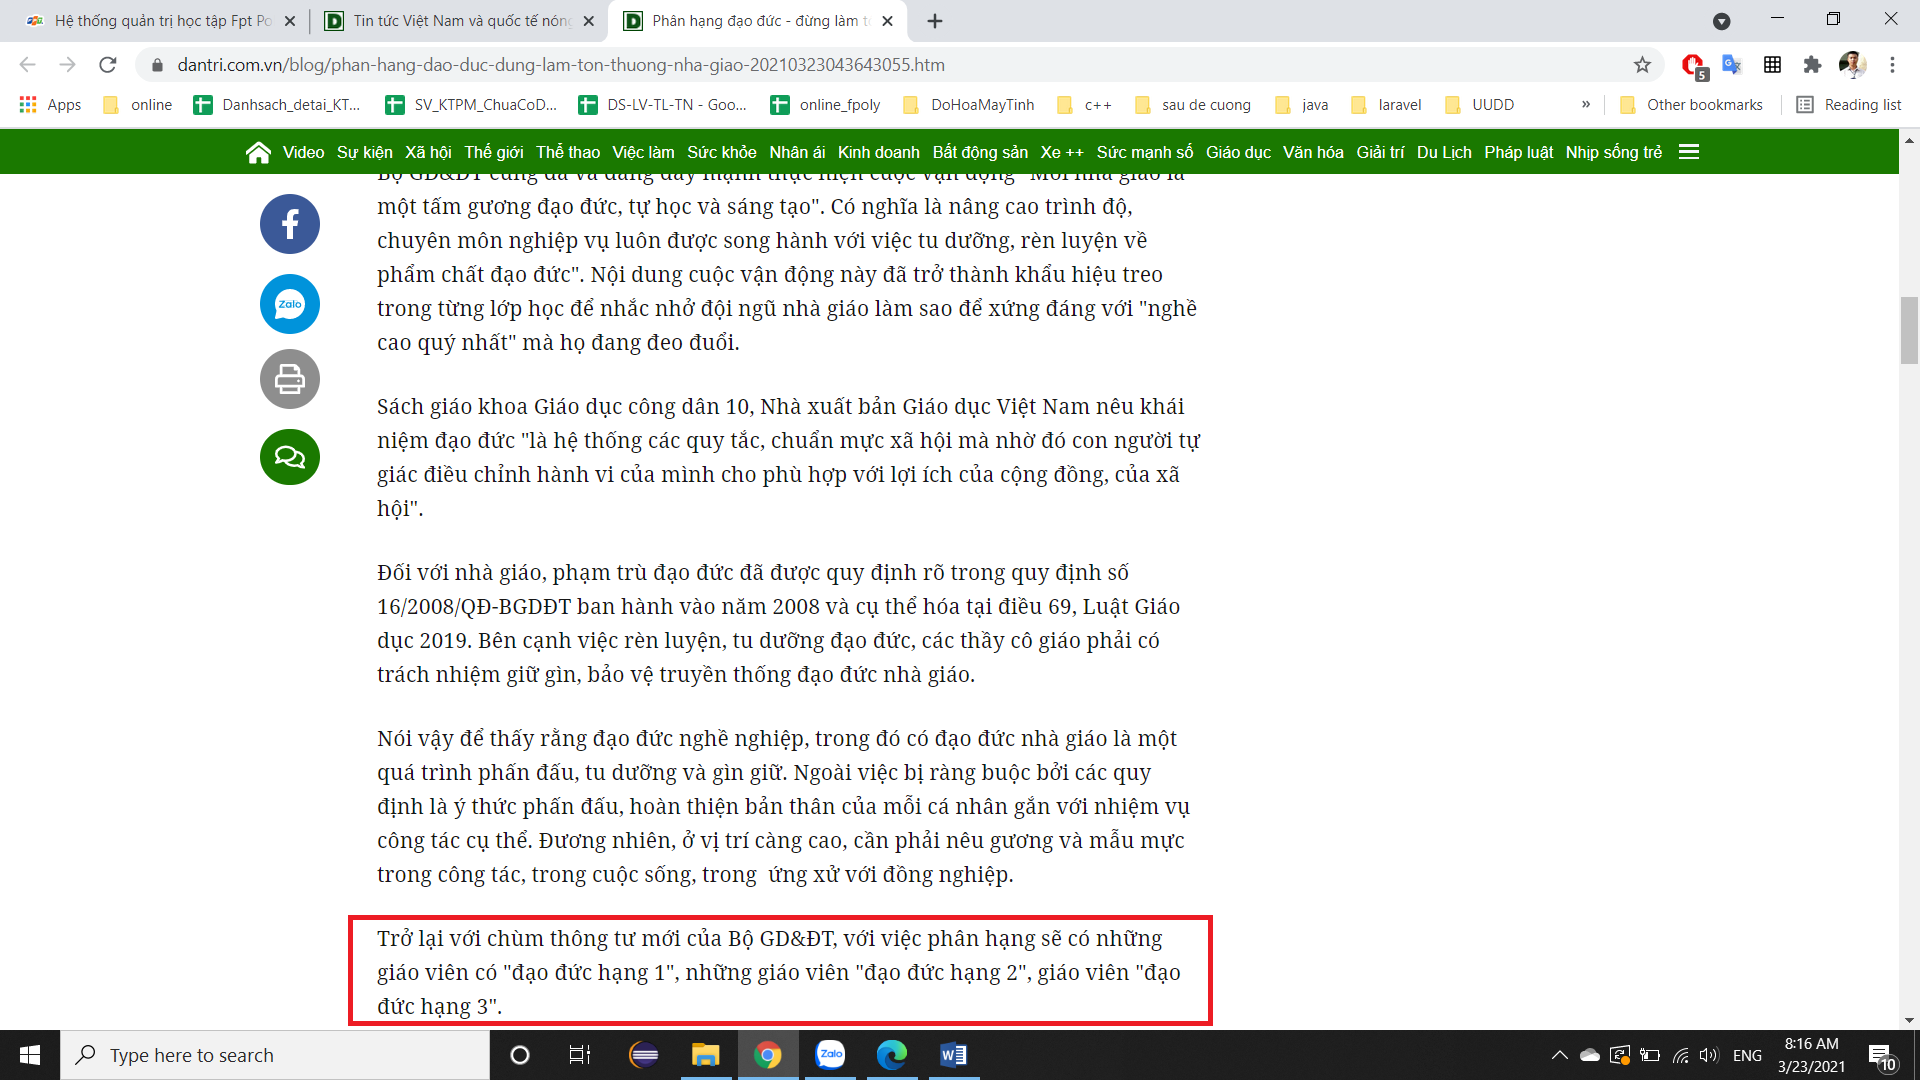 Hệ thống quản trị học tập Fpt Po
Tin tức Việt Nam và quốc tế nóng
Phân hạng đạo đức - đừng làm tổ
dantri.com.vn/blog/phan-hang-dao-duc-dung-lam-ton-thuong-nha-giao-20210323043643055.htm
5
Apps
online
Danhsach_detai_KT...
SV_KTPM_ChuaCoD...
DS-LV-TL-TN - Goo...
online_fpoly
DoHoaMayTinh
c++
sau de cuong
java
laravel
UUDD
»
Other bookmarks
Reading list
Video Sự kiện Xã hội Thế giới Thể thao Việc làm Sức khỏe Nhân ái Kinh doanh Bất động sản Xe ++ Sức mạnh số Giáo dục Văn hóa Giải trí Du Lịch Pháp luật Nhịp sống trẻ
Bộ GD&ĐT cũng đã và đang đẩy mạnh thực hiện cuộc vận động "Mỗi nhà giáo là
một tấm gương đạo đức, tự học và sáng tạo". Có nghĩa là nâng cao trình độ,
chuyên môn nghiệp vụ luôn được song hành với việc tu dưỡng, rèn luyện về
phẩm chất đạo đức". Nội dung cuộc vận động này đã trở thành khẩu hiệu treo
trong từng lớp học để nhắc nhở đội ngũ nhà giáo làm sao để xứng đáng với "nghề
cao quý nhất" mà họ đang đeo đuổi.
Zalo
Sách giáo khoa Giáo dục công dân 10, Nhà xuất bản Giáo dục Việt Nam nêu khái
niệm đạo đức "là hệ thống các quy tắc, chuẩn mực xã hội mà nhờ đó con người tự
giác điều chỉnh hành vi của mình cho phù hợp với lợi ích của cộng đồng, của xã
hội".
Đối với nhà giáo, phạm trù đạo đức đã được quy định rõ trong quy định số
16/2008/QĐ-BGDĐT ban hành vào năm 2008 và cụ thể hóa tại điều 69, Luật Giáo
dục 2019. Bên cạnh việc rèn luyện, tu dưỡng đạo đức, các thầy cô giáo phải có
trách nhiệm giữ gìn, bảo vệ truyền thống đạo đức nhà giáo.
Nói vậy để thấy rằng đạo đức nghề nghiệp, trong đó có đạo đức nhà giáo là một
quá trình phấn đấu, tu dưỡng và gìn giữ. Ngoài việc bị ràng buộc bởi các quy
định là ý thức phấn đấu, hoàn thiện bản thân của mỗi cá nhân gắn với nhiệm vụ
công tác cụ thể. Đương nhiên, ở vị trí càng cao, cần phải nêu gương và mẫu mực
trong công tác, trong cuộc sống, trong  ứng xử với đồng nghiệp.
Trở lại với chùm thông tư mới của Bộ GD&ĐT, với việc phân hạng sẽ có những
giáo viên có "đạo đức hạng 1", những giáo viên "đạo đức hạng 2", giáo viên "đạo
đức hạng 3".
Type here to search
Zalo
ENG
8:16 AM
3/23/2021
10